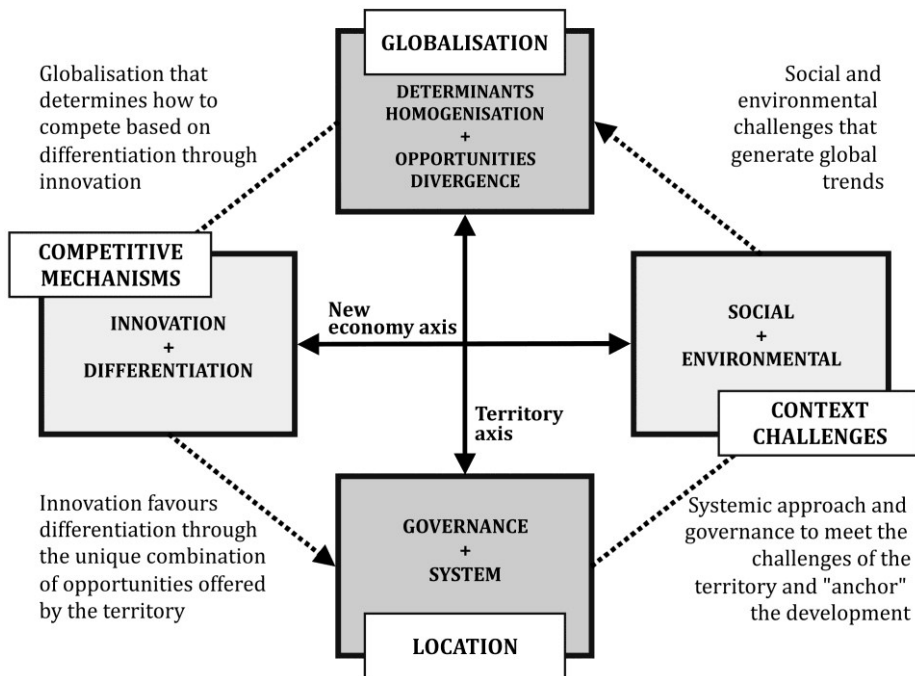 GLOBALISATION
DETERMINANTS
HOMOGENISATION
+
OPPORTUNITIES
DIVERGENCE
Globalisation that
determines how to
compete based on
differentiation through
innovation
Social and
environmental
challenges that
generate global
trends
COMPETITIVE
MECHANISMS
INNOVATION
+
DIFFERENTIATION
New
economy axis
SOCIAL
+
ENVIRONMENTAL
CONTEXT
CHALLENGES
Territory
axis
Innovation favours
differentiation through
the unique combination
of opportunities offered
by the territory
GOVERNANCE
+
SYSTEM
LOCATION
Systemic approach and
governance to meet the
challenges of the
territory and "anchor"
the development